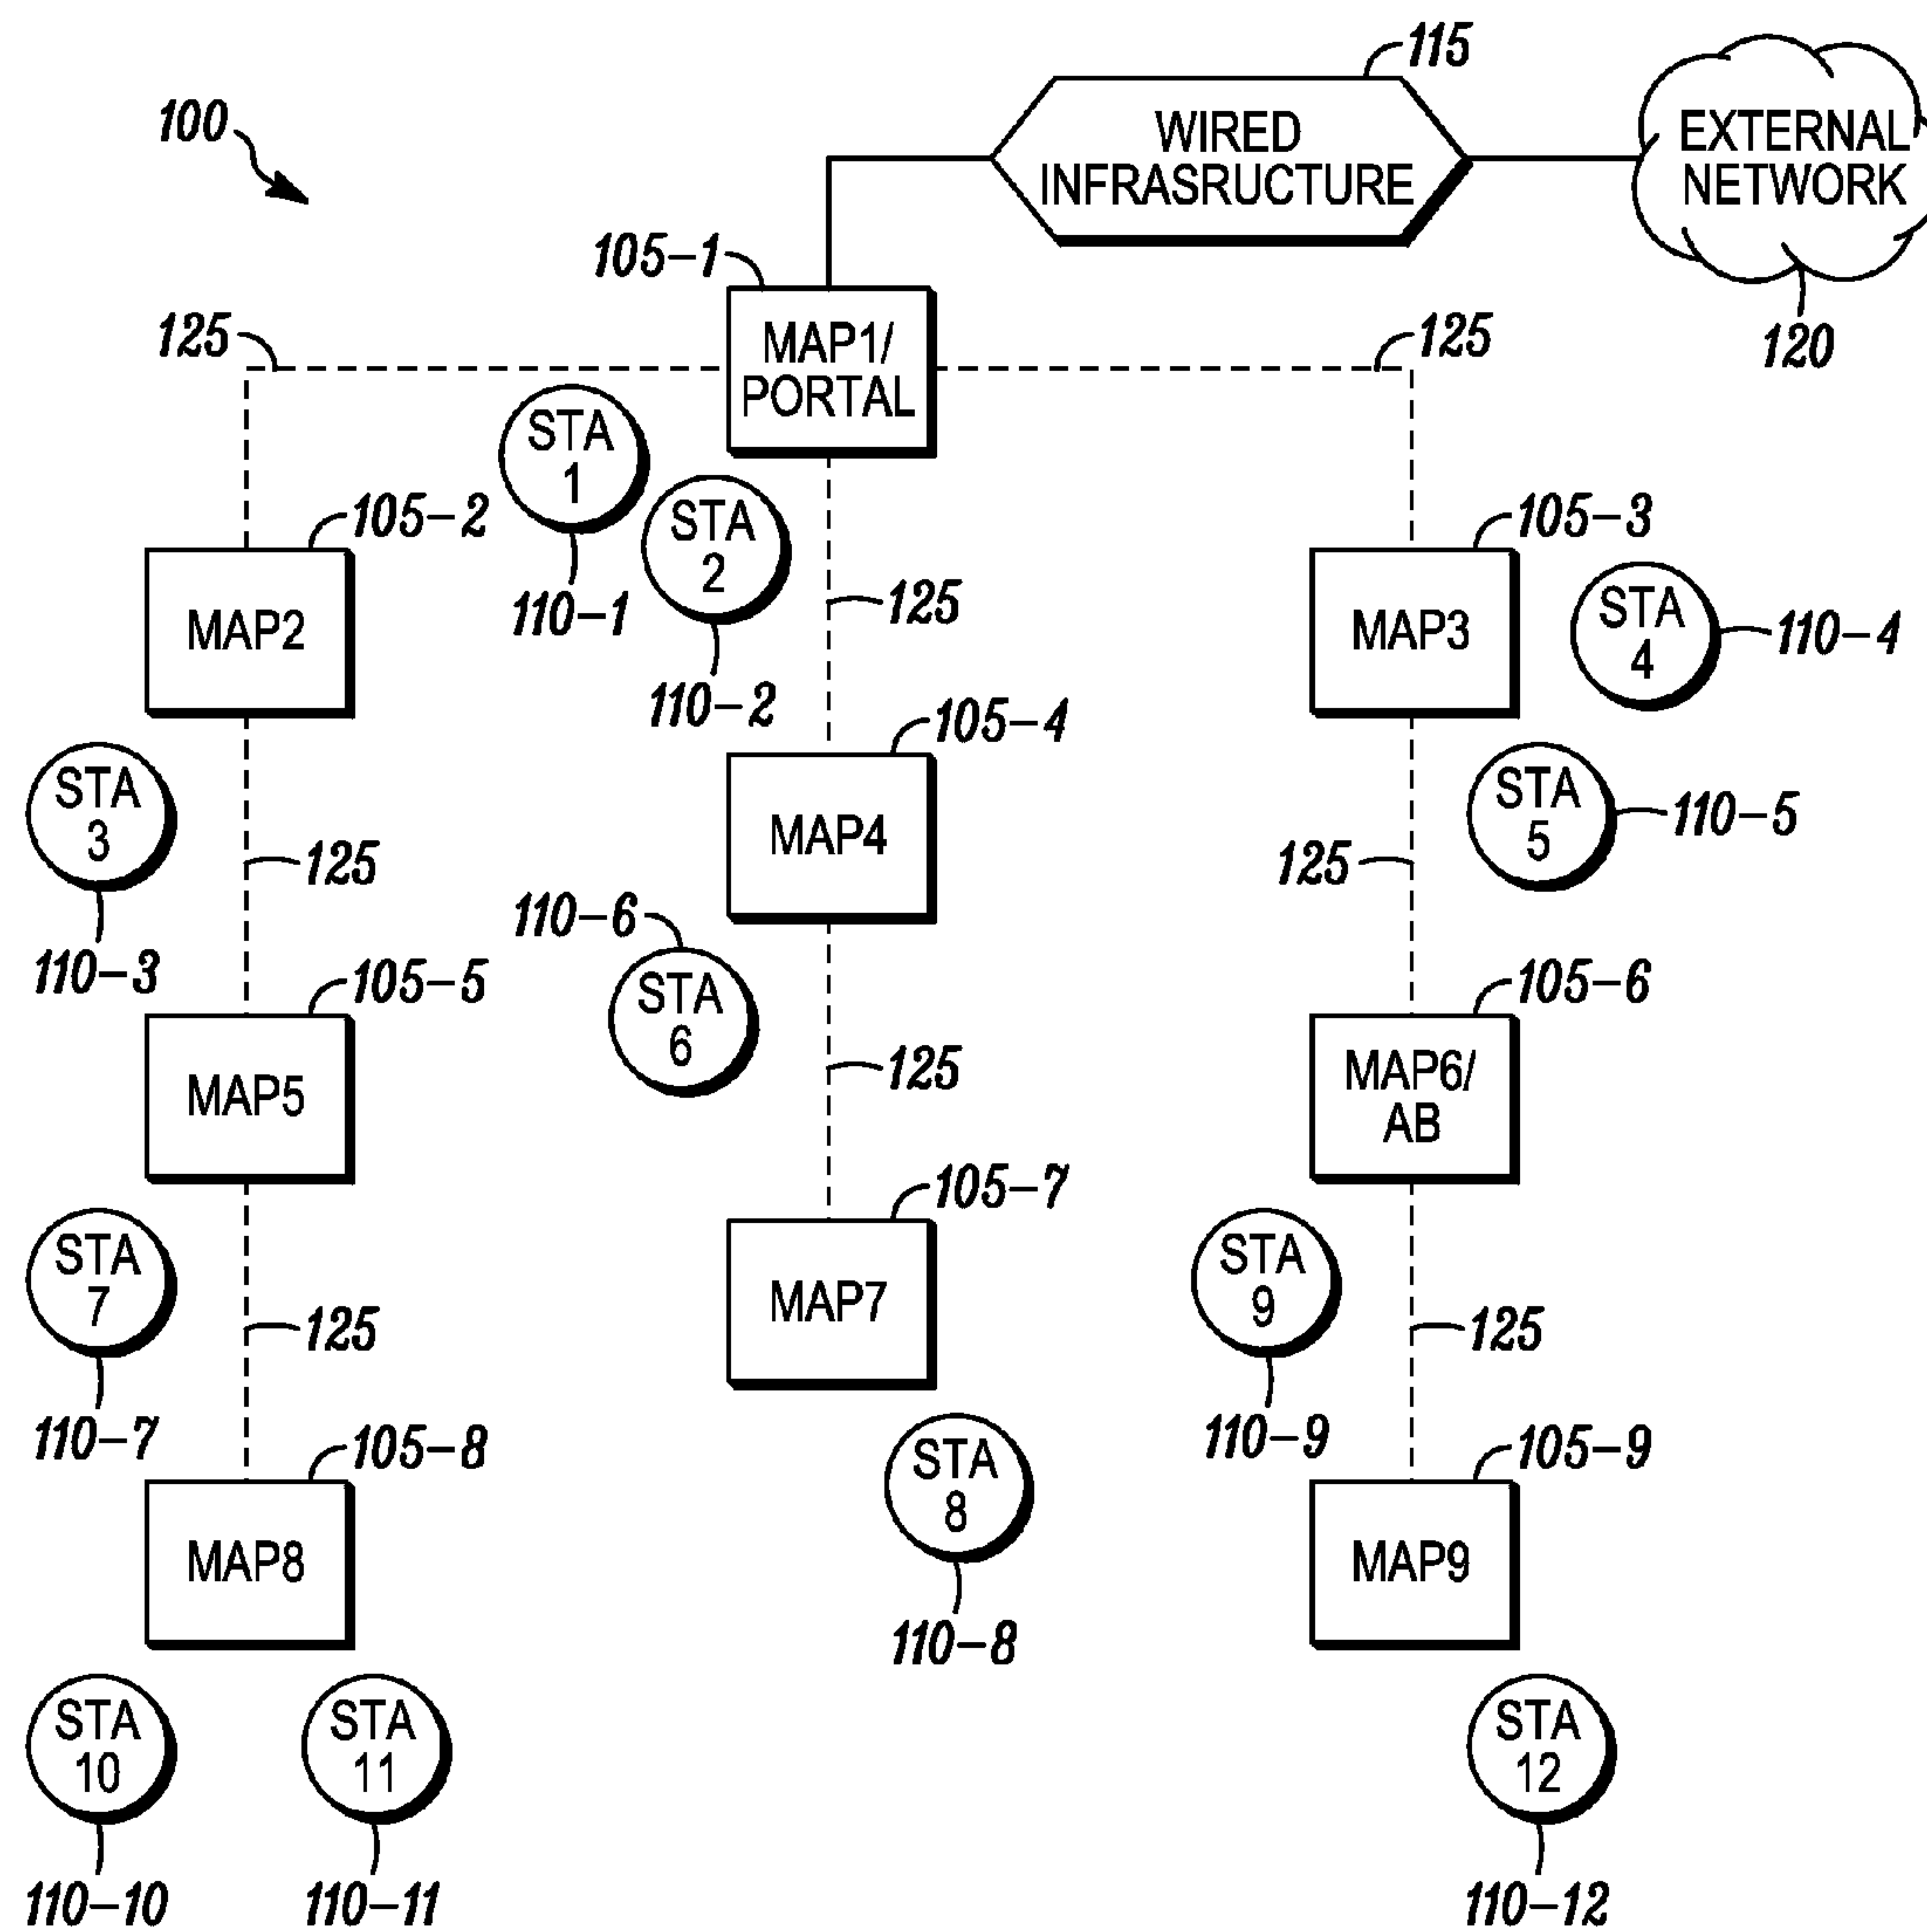 115
100
WIRED
INFRASRUCTURE
EXTERNAL
NETWORK
105-1
120
125
MAP1/
PORTAL
125
STA
1
105-2
110-1
STA
2
110-2
125
105-3
MAP2
MAP3
STA
4
110-4
105-4
STA
3
110-3
125
MAP4
STA
5
110-5
125
110-6
105-5
STA
6
105-6
MAP5
125
MAP6/
AB
105-7
STA
7
110-7
125
MAP7
STA
9
110-9
125
105-8
STA
8
110-8
105-9
MAP8
MAP9
STA
10
110-10
STA
11
110-11
STA
12
110-12